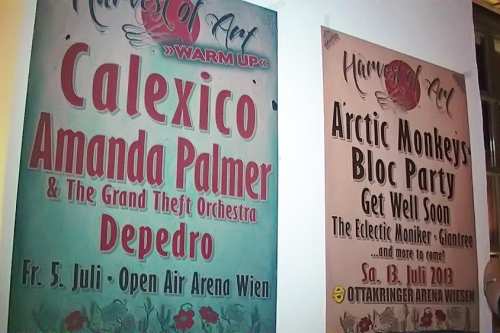 Harvest of Art
»WARM UP«
Calexico
Amanda Palmer
& The Grand Theft Orchestra
Depedro
Fr. 5. Juli · Open Air Arena Wien
Harvest of Art
Arctic Monkeys·
Bloc Party
Get Well Soon
The Eclectic Moniker · Giantree
...and more to come!
Sa. 13. Juli 2013
OTTAKRINGER ARENA WIESEN